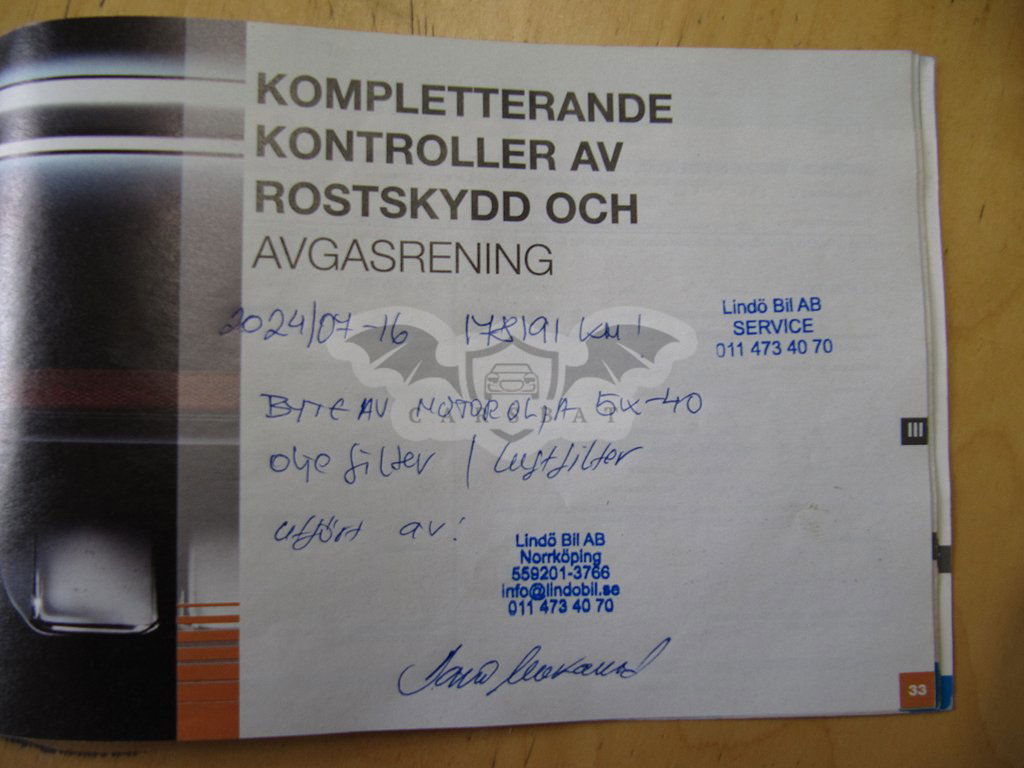 KOMPLETTERANDE
KONTROLLER AV
ROSTSKYDD OCH
AVGASRENING
2024/07-16 178191 km!
Lindö Bil AB
SERVICE
011 473 40 70
BYTE AV MOTOROLJA 5W-40
CAROBAT
olje filter / Luftfilter
III
utfört av:
Lindö Bil AB
Norrköping
559201-3766
info@lindobil.se
011 473 40 70
33